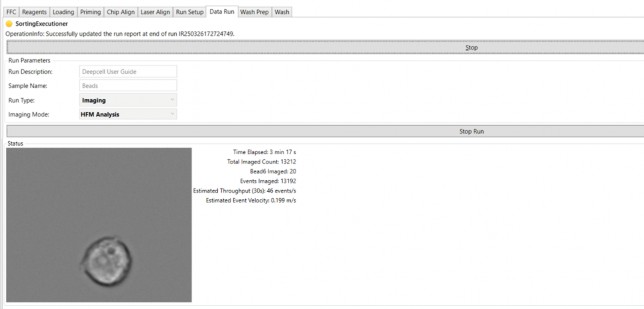 FFC Reagents Loading Priming Chip Align Laser Align Run Setup Data Run Wash Prep Wash
SortingExecutioner
OperationInfo: Successfully updated the run report at end of run IR250326172724749.
Stop
Run Parameters
Run Description: Deepcell User Guide
Sample Name: Beads
Run Type: Imaging
Imaging Mode: HFM Analysis
Stop Run
Status
Time Elapsed: 3 min 17 s
Total Imaged Count: 13212
Bead6 Imaged: 20
Events Imaged: 13192
Estimated Throughput (30s): 46 events/s
Estimated Event Velocity: 0.199 m/s